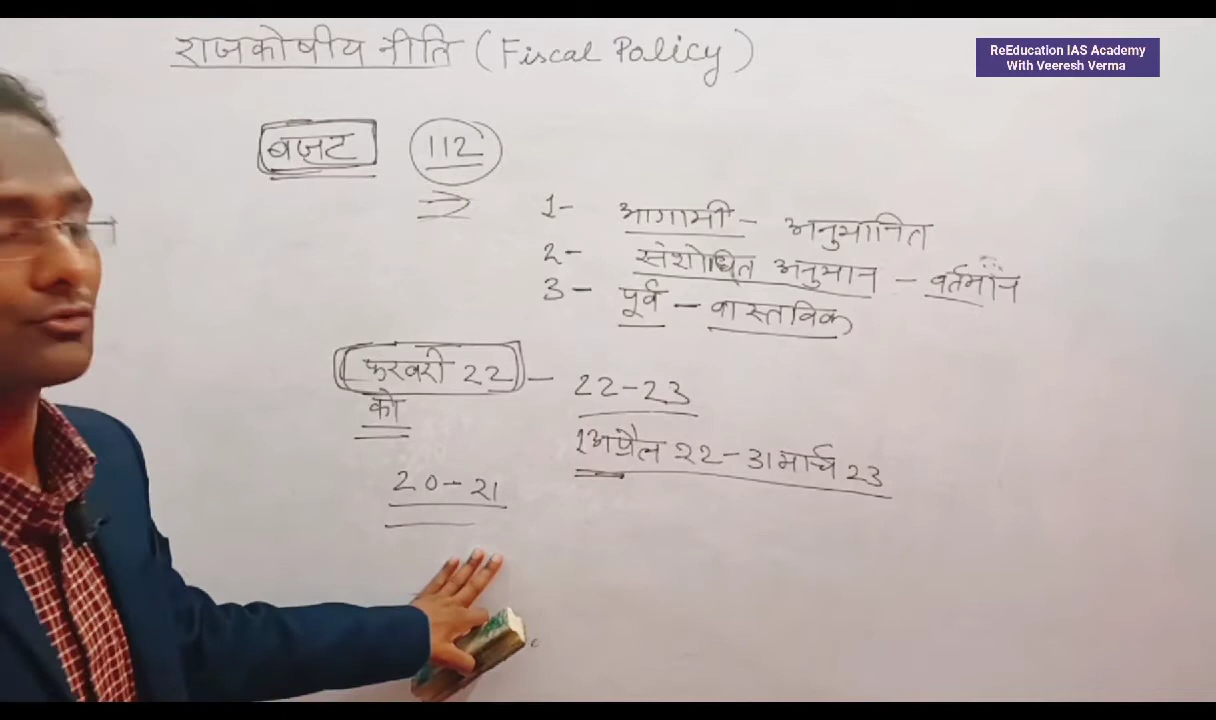 राजकोषीय नीति (Fiscal Policy)
ReEducation IAS Academy
With Veeresh Verma
बजट 112
1- आगामी - अनुमानित
2- संशोधित अनुमान - वर्तमान
3- पूर्व - वास्तविक
फरवरी 22 - 22-23
को
1अप्रैल 22-31मार्च 23
20-21